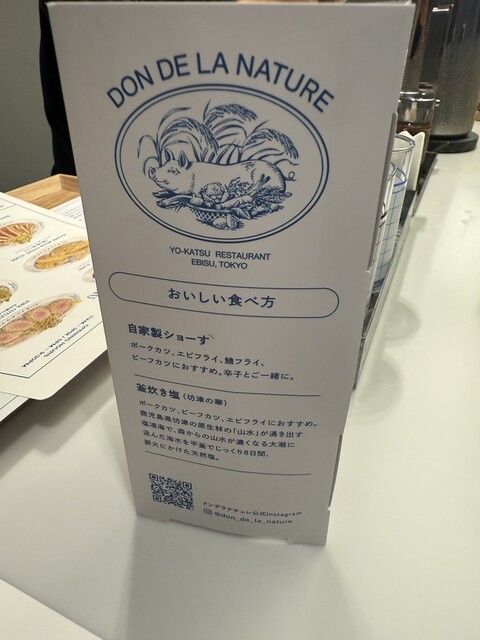 DON DE LA NATURE
YO-KATSU RESTAURANT
EBISU, TOKYO
おいしい食べ方
自家製ショーす
ポークカツ、エビフライ、鯖フライ、
ビーフカツにおすすめ。辛子とご一緒に。
釜炊き塩（坊津の華）
ポークカツ、ビーフカツ、エビフライにおすすめ。
鹿児島県坊津の原生林の「山水」が湧き出す
塩浦海で、森からの山水が濃くなる大潮に
汲んだ海水を平釜でじっくり8日間、
薪火にかけた天然塩。
ドンデラナチュレ公式Instagram
@don_de_la_nature